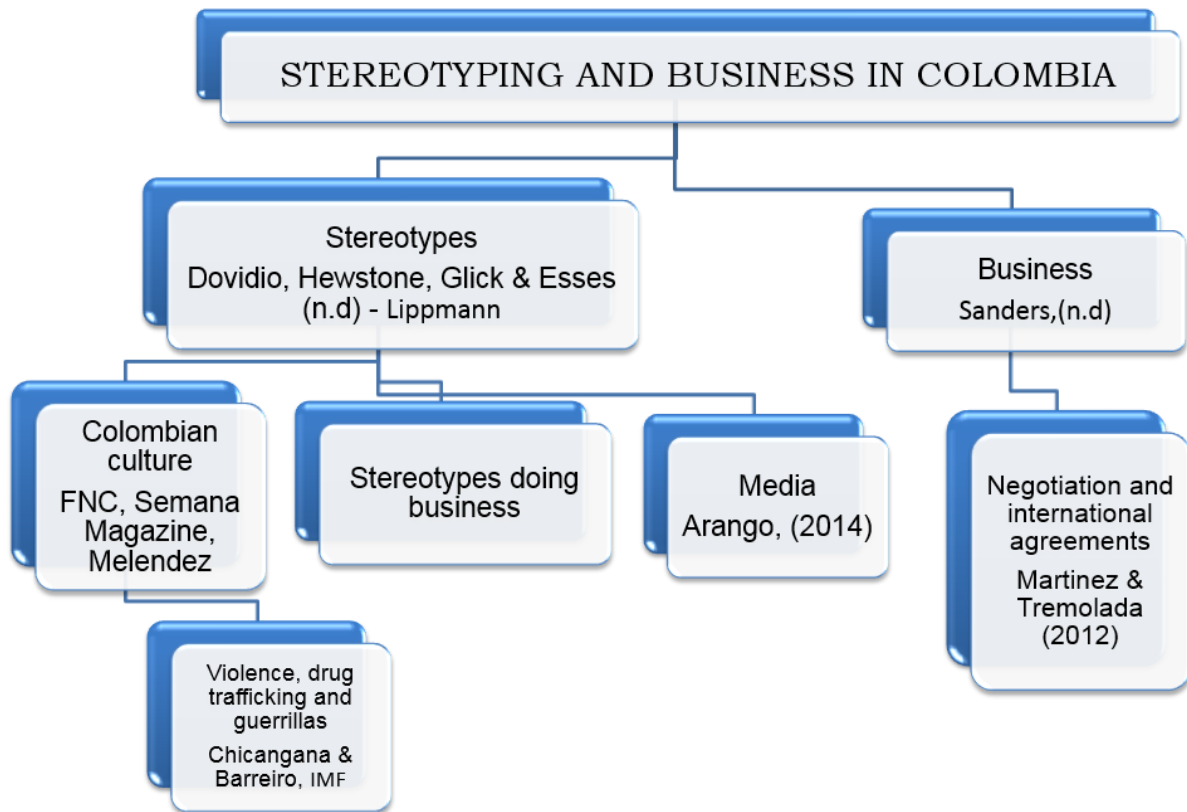 STEREOTYPING AND BUSINESS IN COLOMBIA
Stereotypes
Dovidio, Hewstone, Glick & Esses
(n.d) - Lippmann
Business
Sanders,(n.d)
Colombian
culture
FNC, Semana
Magazine,
Melendez
Stereotypes doing
business
Media
Arango, (2014)
Negotiation and
international
agreements
Martinez &
Tremolada
(2012)
Violence, drug
trafficking and
guerrillas
Chicangana &
Barreiro, IMF